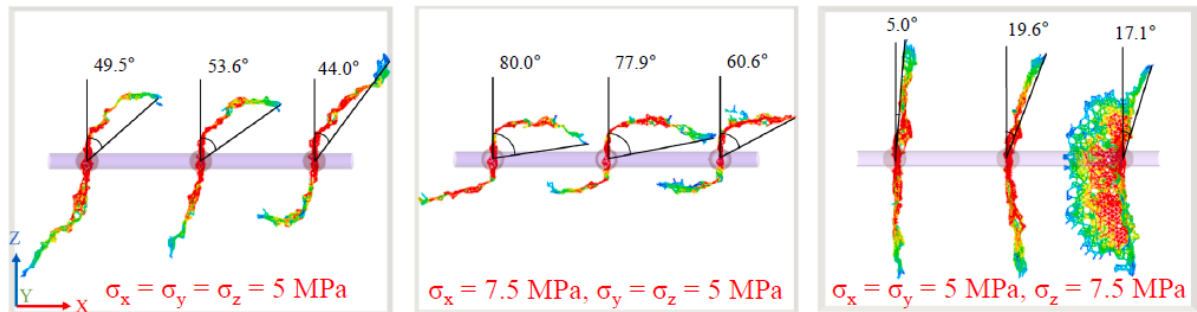 49.5°
53.6°
44.0°
Z
Y
X
σx = σy = σz = 5 MPa
80.0°
77.9°
60.6°
σx = 7.5 MPa, σy = σz = 5 MPa
5.0°
19.6°
17.1°
σx = σy = 5 MPa, σz = 7.5 MPa